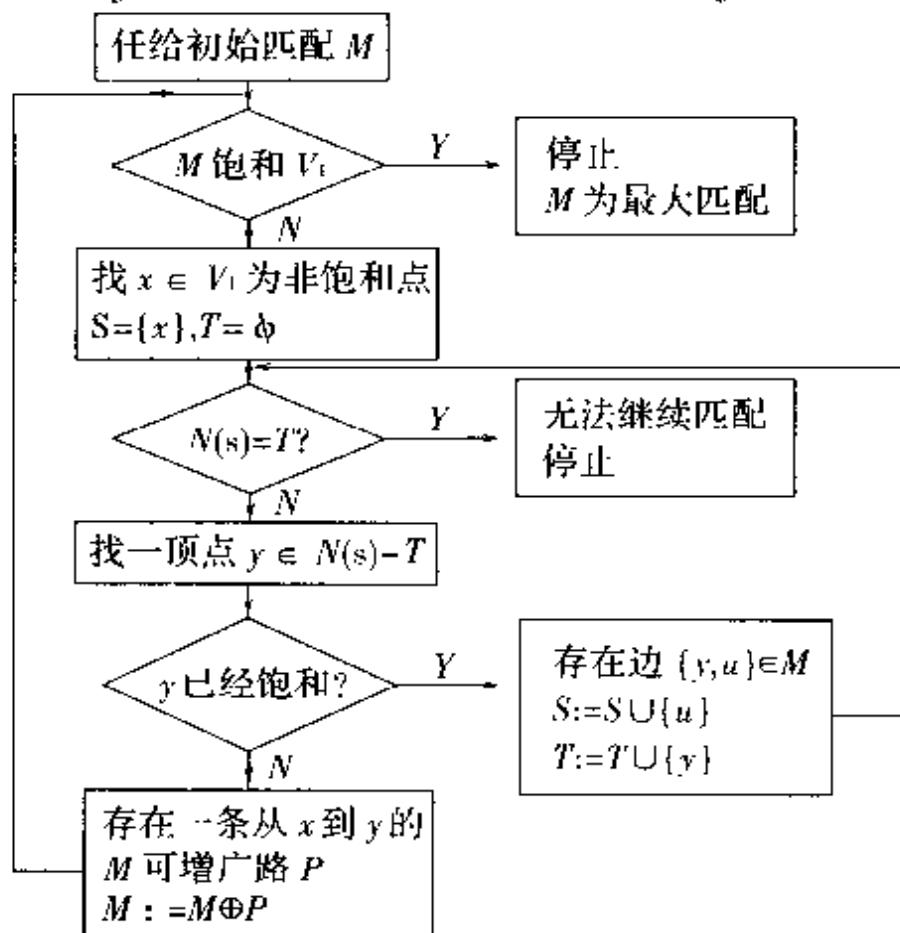 任给初始匹配 M
M 饱和 V₁
Y
停止
M 为最大匹配
N
找 x ∈ V₁ 为非饱和点
S={x},T=ϕ
N(s)=T?
Y
无法继续匹配
停止
N
找一顶点 y ∈ N(s)-T
y 已经饱和?
Y
存在边 {y,u}∈M
S:=S∪{u}
T:=T∪{y}
N
存在一条从 x 到 y 的
M 可增广路 P
M:=M⊕P